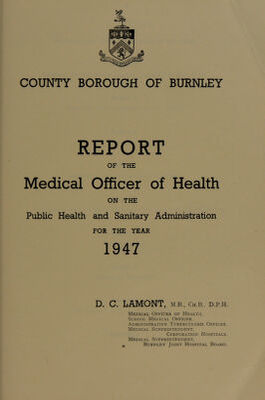 COUNTY BOROUGH OF BURNLEY
REPORT
OF THE
Medical Officer of Health
ON THE
Public Health and Sanitary Administration
FOR THE YEAR
1947
D. C. LAMONT, M.B., CH.B., D.P.H.
MEDICAL OFFICER OF HEALTH.
SCHOOL MEDICAL OFFICER.
ADMINISTRATIVE TUBERCULOSIS OFFICER.
MEDICAL SUPERINTENDENT,
CORPORATION HOSPITALS.
MEDICAL SUPERINTENDENT,
BURNLEY JOINT HOSPITAL BOARD.